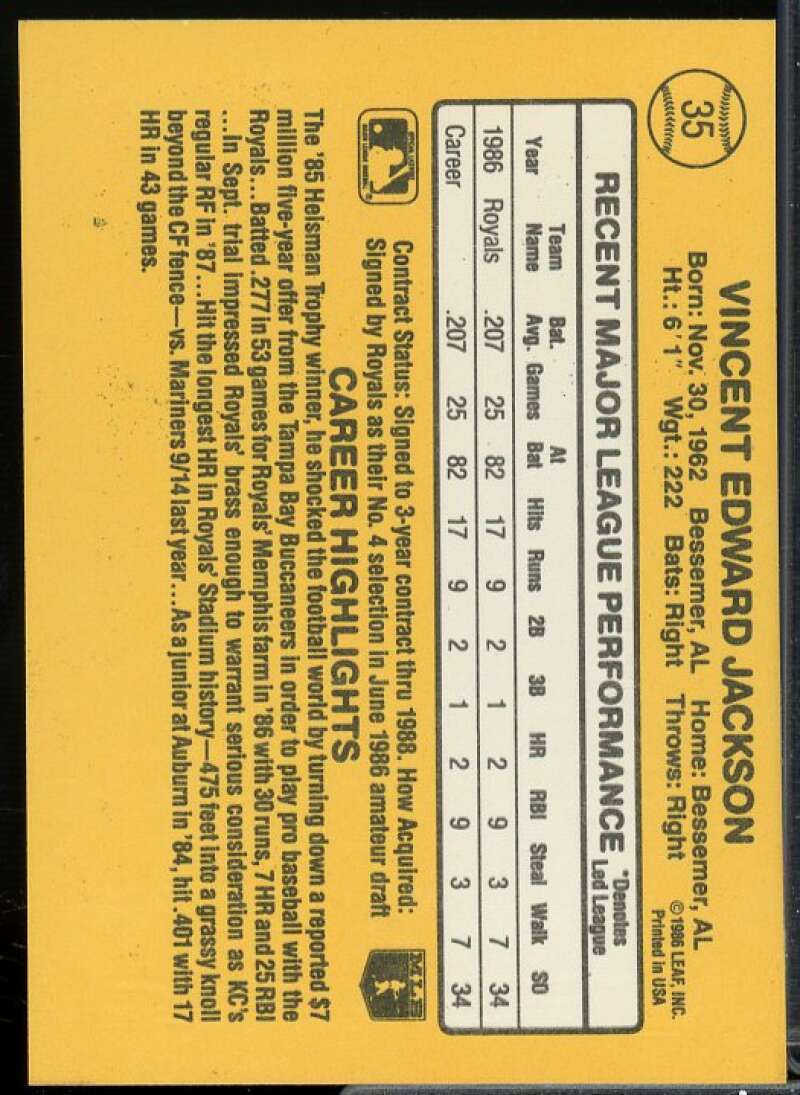 35
VINCENT EDWARD JACKSON
Born: Nov. 30, 1962 Bessemer, AL Home: Bessemer, AL
Ht.: 6'1" Wgt.: 222 Bats: Right Throws: Right
© 1986 LEAF, INC.
Printed in USA
RECENT MAJOR LEAGUE PERFORMANCE *Denotes Led League
Year Team Name Bat. Avg. Games At Bat Hits Runs 2B 3B HR RBI Steal Walk SO
1986 Royals .207 25 82 17 9 2 1 2 9 3 7 34
Career .207 25 82 17 9 2 1 2 9 3 7 34
Contract Status: Signed to 3-year contract thru 1988. How Acquired:
Signed by Royals as their No. 4 selection in June 1986 amateur draft
MLB
CAREER HIGHLIGHTS
The '85 Heisman Trophy winner, he shocked the football world by turning down a reported $7
million five-year offer from the Tampa Bay Buccaneers in order to play pro baseball with the
Royals...Batted .277 in 53 games for Royals' Memphis farm in '86 with 30 runs, 7 HR and 25 RBI
...In Sept. trial impressed Royals' brass enough to warrant serious consideration as KC's
regular RF in '87...Hit the longest HR in Royals' Stadium history—475 feet into a grassy knoll
beyond the CF fence—vs. Mariners 9/14 last year...As a junior at Auburn in '84, hit .401 with 17
HR in 43 games.